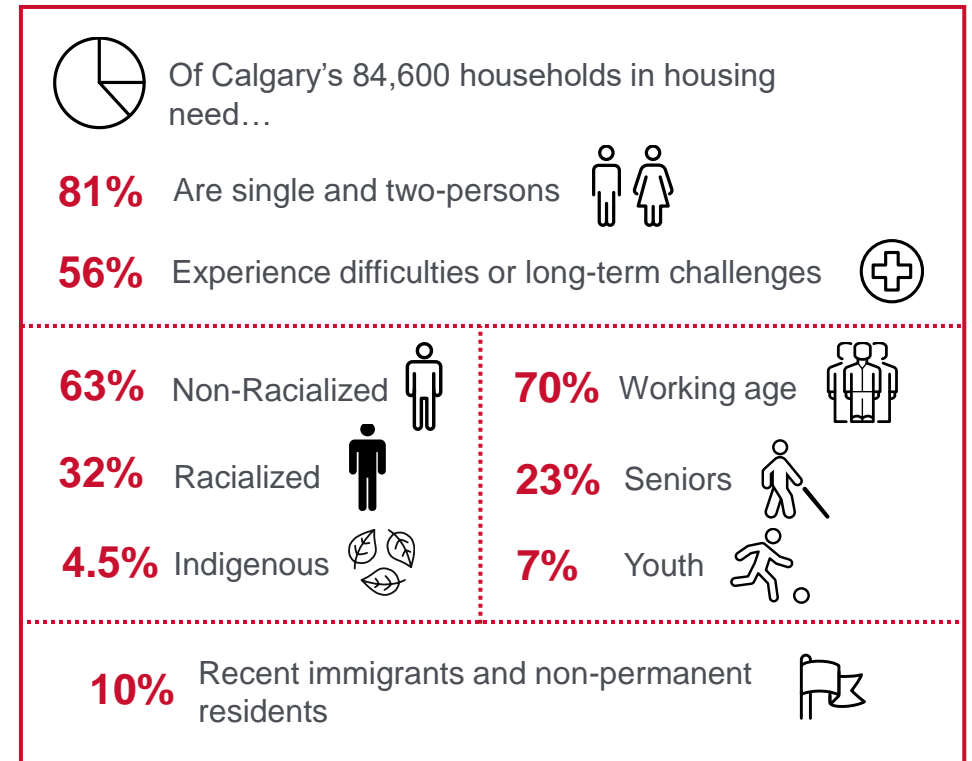 Of Calgary's 84,600 households in housing
need…
81% Are single and two-persons
56% Experience difficulties or long-term challenges
63% Non-Racialized
32% Racialized
4.5% Indigenous
70% Working age
23% Seniors
7% Youth
10% Recent immigrants and non-permanent
residents